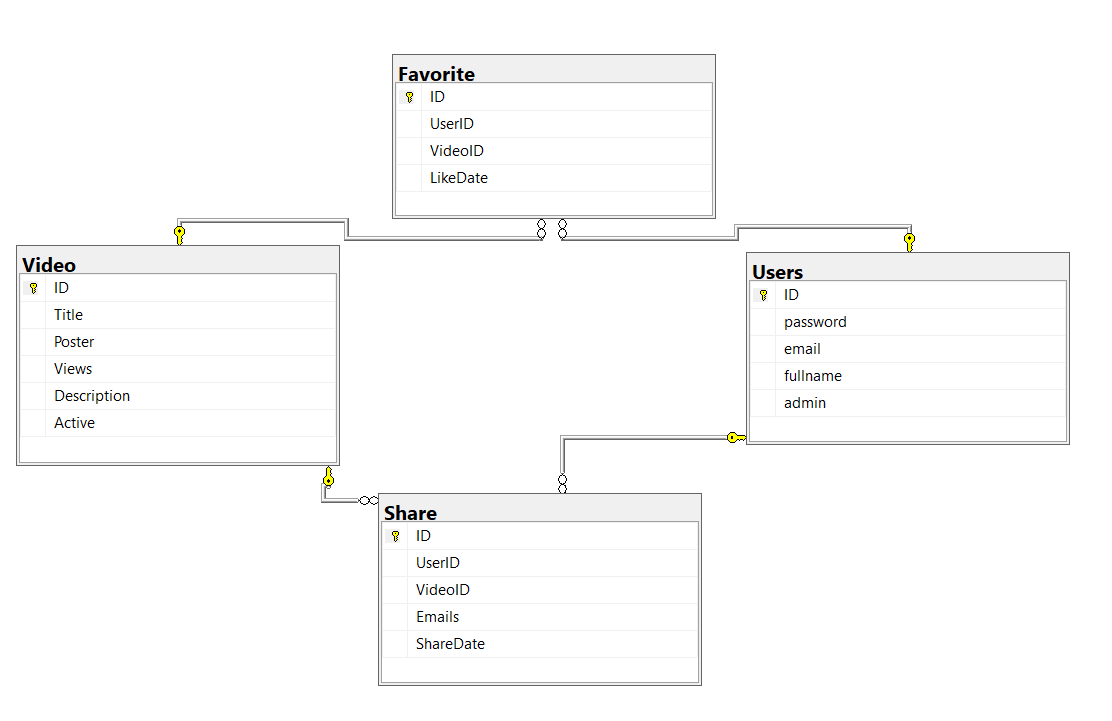 Favorite
ID
UserID
VideoID
LikeDate
Video
ID
Title
Poster
Views
Description
Active
Users
ID
password
email
fullname
admin
Share
ID
UserID
VideoID
Emails
ShareDate